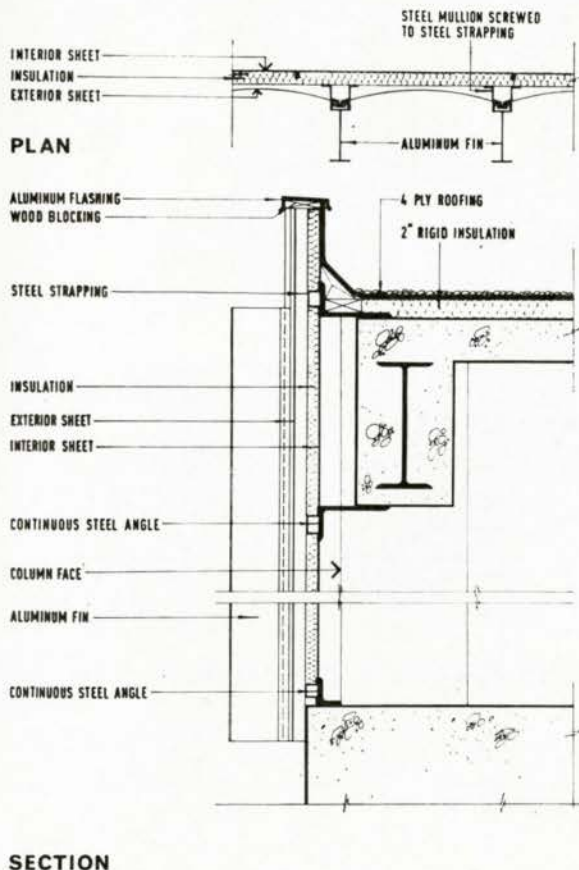 STEEL MULLION SCREWED
TO STEEL STRAPPING
INTERIOR SHEET
INSULATION
EXTERIOR SHEET
PLAN
ALUMINUM FIN
ALUMINUM FLASHING
WOOD BLOCKING
4 PLY ROOFING
2" RIGID INSULATION
STEEL STRAPPING
INSULATION
EXTERIOR SHEET
INTERIOR SHEET
CONTINUOUS STEEL ANGLE
COLUMN FACE
ALUMINUM FIN
CONTINUOUS STEEL ANGLE
SECTION